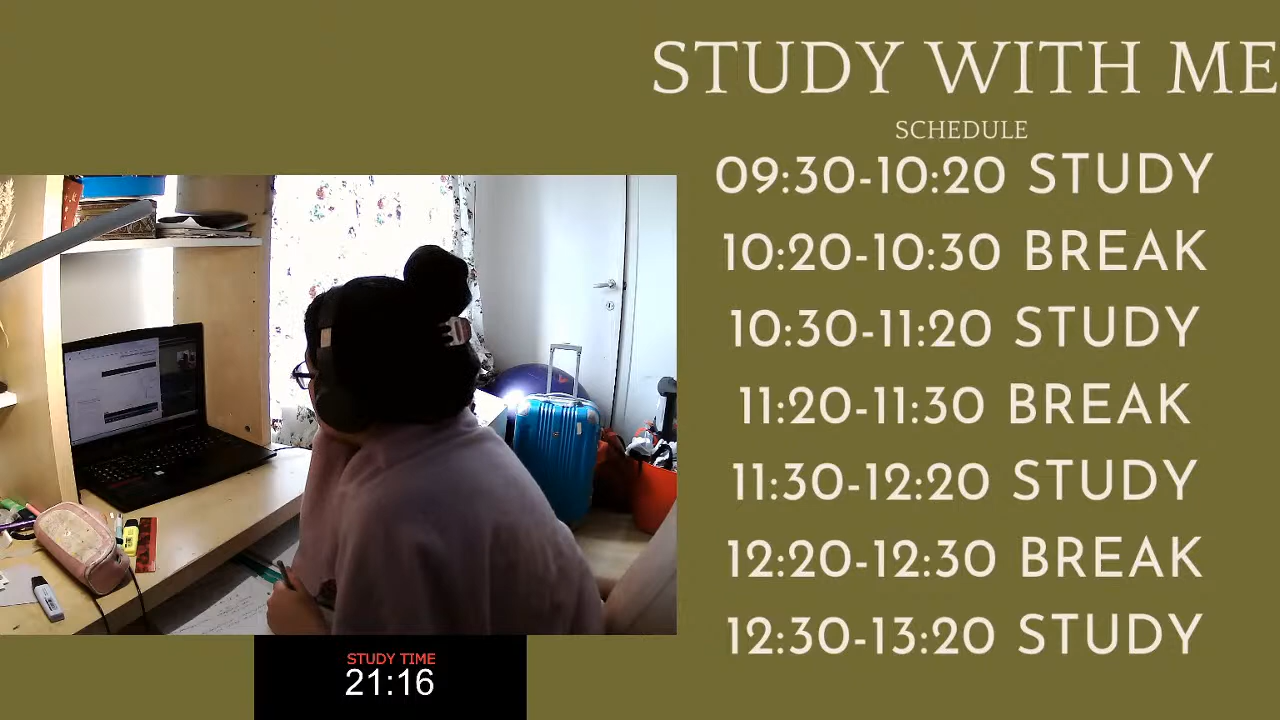 STUDY WITH ME
SCHEDULE
09:30-10:20 STUDY
10:20-10:30 BREAK
10:30-11:20 STUDY
11:20-11:30 BREAK
11:30-12:20 STUDY
12:20-12:30 BREAK
12:30-13:20 STUDY
STUDY TIME
21:16